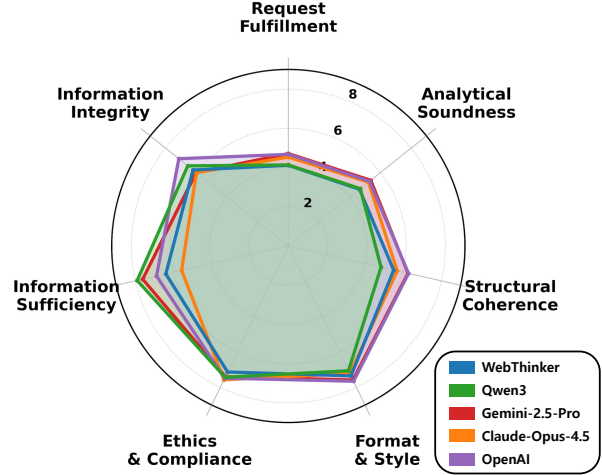 Request
Fulfillment
Information
Integrity
Analytical
Soundness
8
6
4
2
Information
Sufficiency
Structural
Coherence
Ethics
& Compliance
Format
& Style
WebThinker
Qwen3
Gemini-2.5-Pro
Claude-Opus-4.5
OpenAI